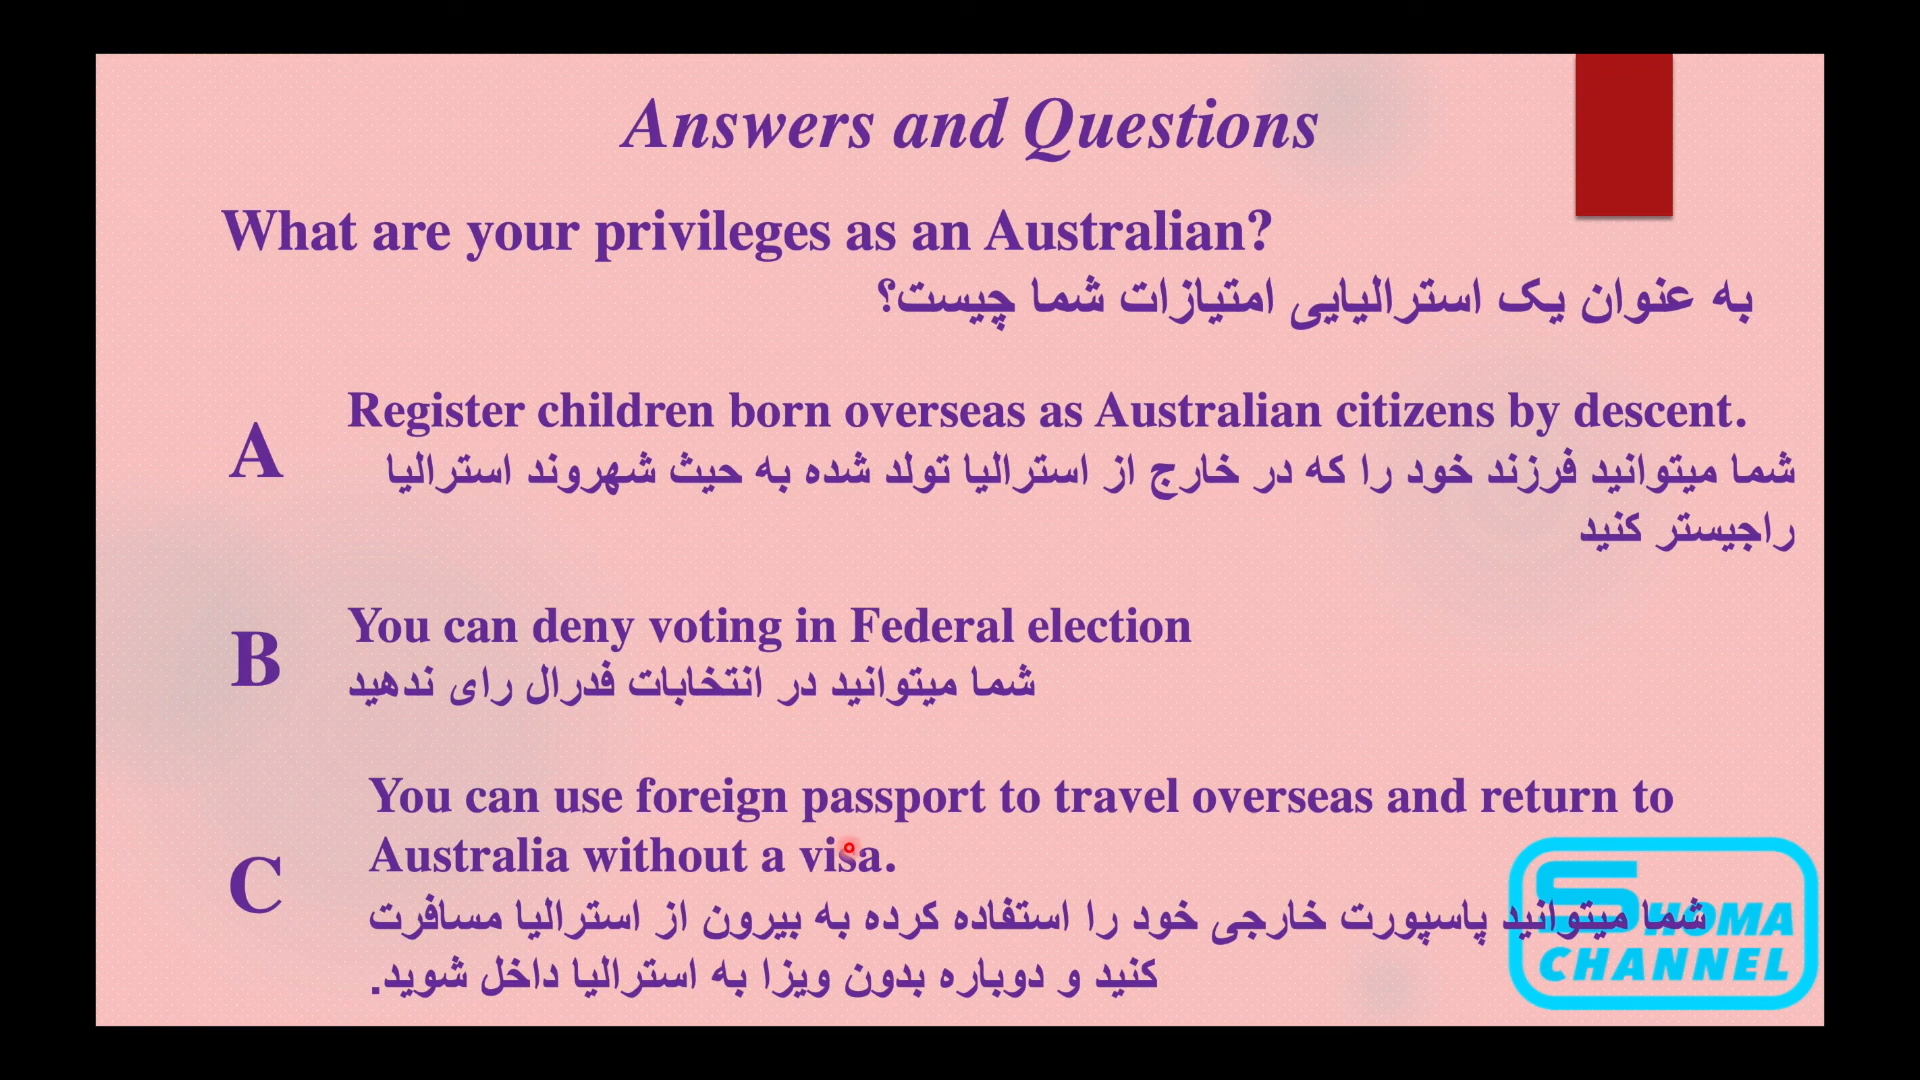 Answers and Questions
What are your privileges as an Australian?
به عنوان یک استرالیایی امتیازات شما چیست؟
A
Register children born overseas as Australian citizens by descent.
شما میتوانید فرزند خود را که در خارج از استرالیا تولد شده به حیث شهروند استرالیا
راجیستر کنید
B
You can deny voting in Federal election
شما میتوانید در انتخابات فدرال رای ندهید
C
You can use foreign passport to travel overseas and return to
Australia without a visa.
شما میتوانید پاسپورت خارجی خود را استفاده کرده به بیرون از استرالیا مسافرت
کنید و دوباره بدون ویزا به استرالیا داخل شوید.
SHOMA
CHANNEL